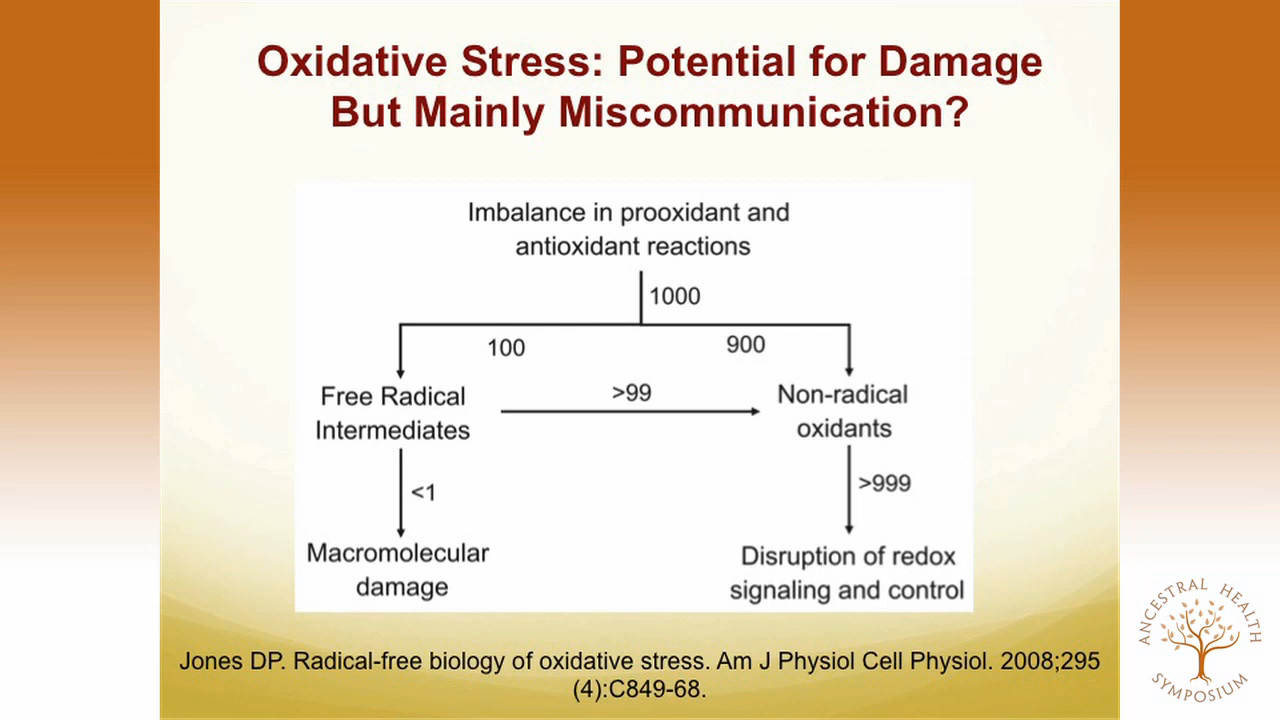 Oxidative Stress: Potential for Damage
But Mainly Miscommunication?
Imbalance in prooxidant and
antioxidant reactions
1000
100
900
Free Radical
Intermediates
>99
Non-radical
oxidants
<1
>999
Macromolecular
damage
Disruption of redox
signaling and control
Jones DP. Radical-free biology of oxidative stress. Am J Physiol Cell Physiol. 2008;295
(4):C849-68.
ANCESTRAL HEALTH
SYMPOSIUM